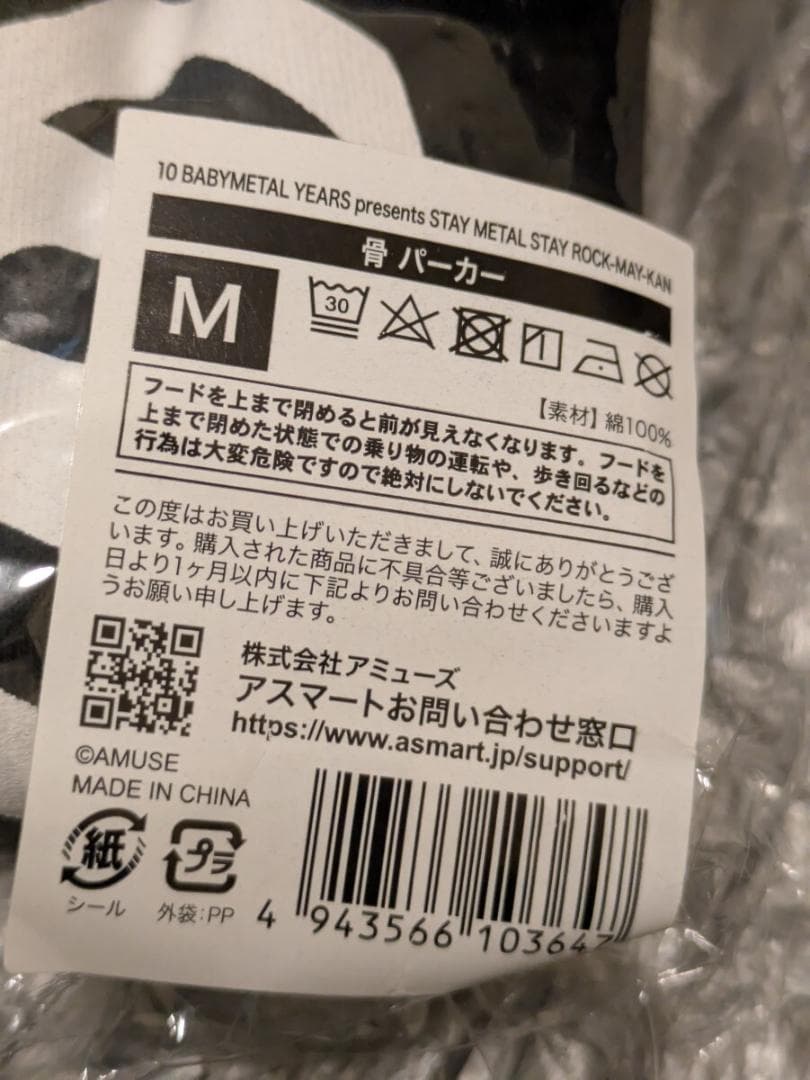 10 BABYMETAL YEARS presents STAY METAL STAY ROCK-MAY-KAN
骨 パーカー
M
30
【素材】綿100%
フードを上まで閉めると前が見えなくなります。フードを
上まで閉めた状態での乗り物の運転や、歩き回るなどの
行為は大変危険ですので絶対にしないでください。
この度はお買い上げいただきまして、誠にありがとうござ
います。購入された商品に不具合等ございましたら、購入
日より1ヶ月以内に下記よりお問い合わせくださいますよ
うお願い申し上げます。
株式会社アミューズ
アスマートお問い合わせ窓口
https://www.asmart.jp/support/
©AMUSE
MADE IN CHINA
紙
プラ
シール
外袋:PP
4 943566 103647